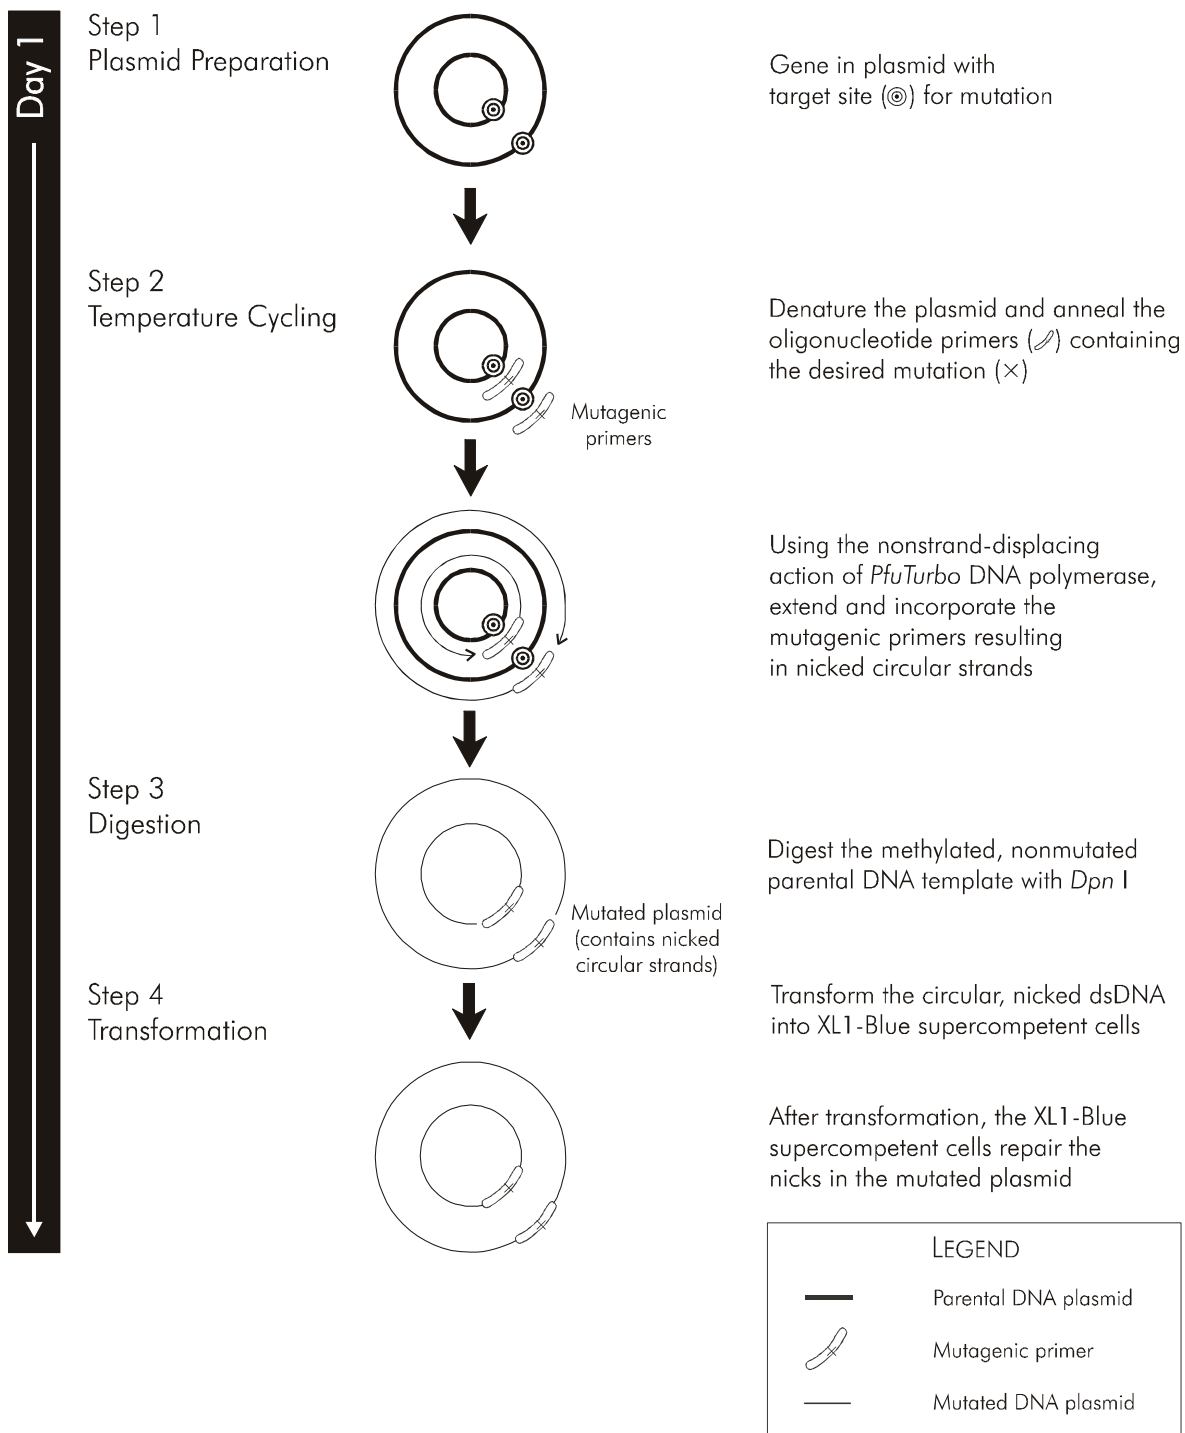 Day 1
Step 1
Plasmid Preparation
Gene in plasmid with
target site ( ) for mutation
Step 2
Temperature Cycling
Denature the plasmid and anneal the
oligonucleotide primers ( ) containing
the desired mutation (×)
Mutagenic
primers
Using the nonstrand-displacing
action of PfuTurbo DNA polymerase,
extend and incorporate the
mutagenic primers resulting
in nicked circular strands
Step 3
Digestion
Digest the methylated, nonmutated
parental DNA template with Dpn I
Mutated plasmid
(contains nicked
circular strands)
Step 4
Transformation
Transform the circular, nicked dsDNA
into XL1-Blue supercompetent cells
After transformation, the XL1-Blue
supercompetent cells repair the
nicks in the mutated plasmid
LEGEND
Parental DNA plasmid
Mutagenic primer
Mutated DNA plasmid